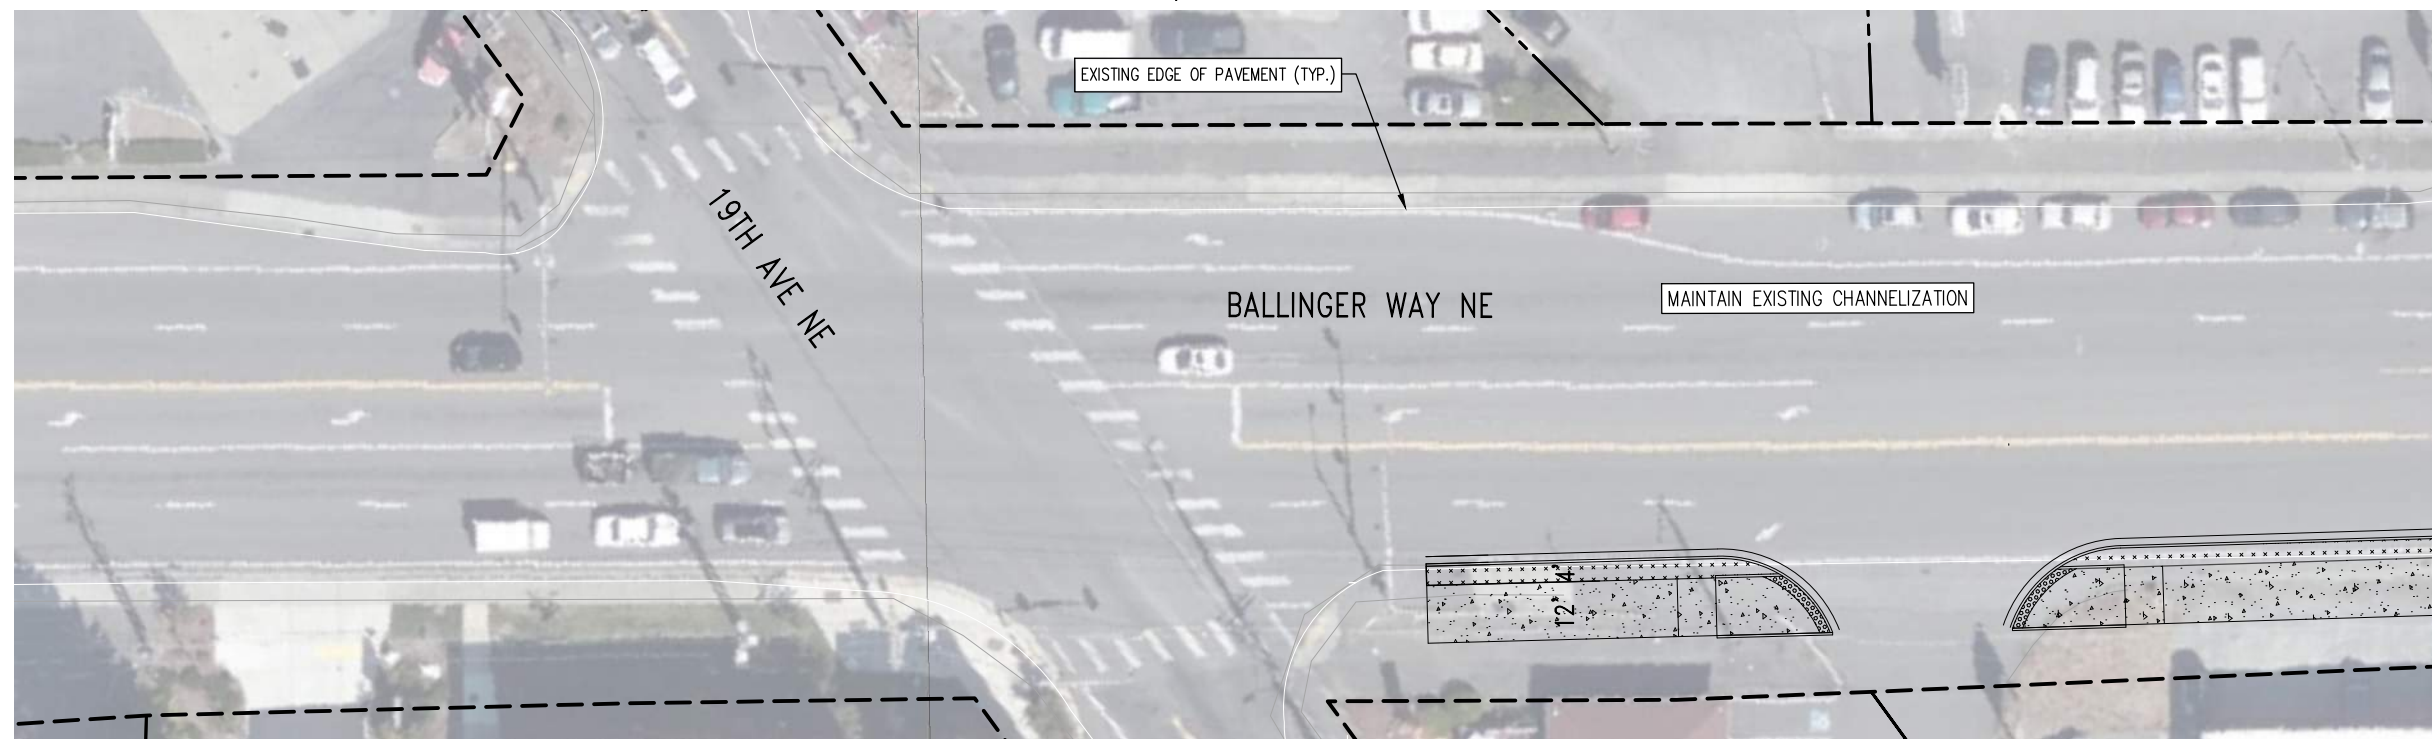 EXISTING EDGE OF PAVEMENT (TYP.)
19TH AVE NE
BALLINGER WAY NE
MAINTAIN EXISTING CHANNELIZATION
4'
12'